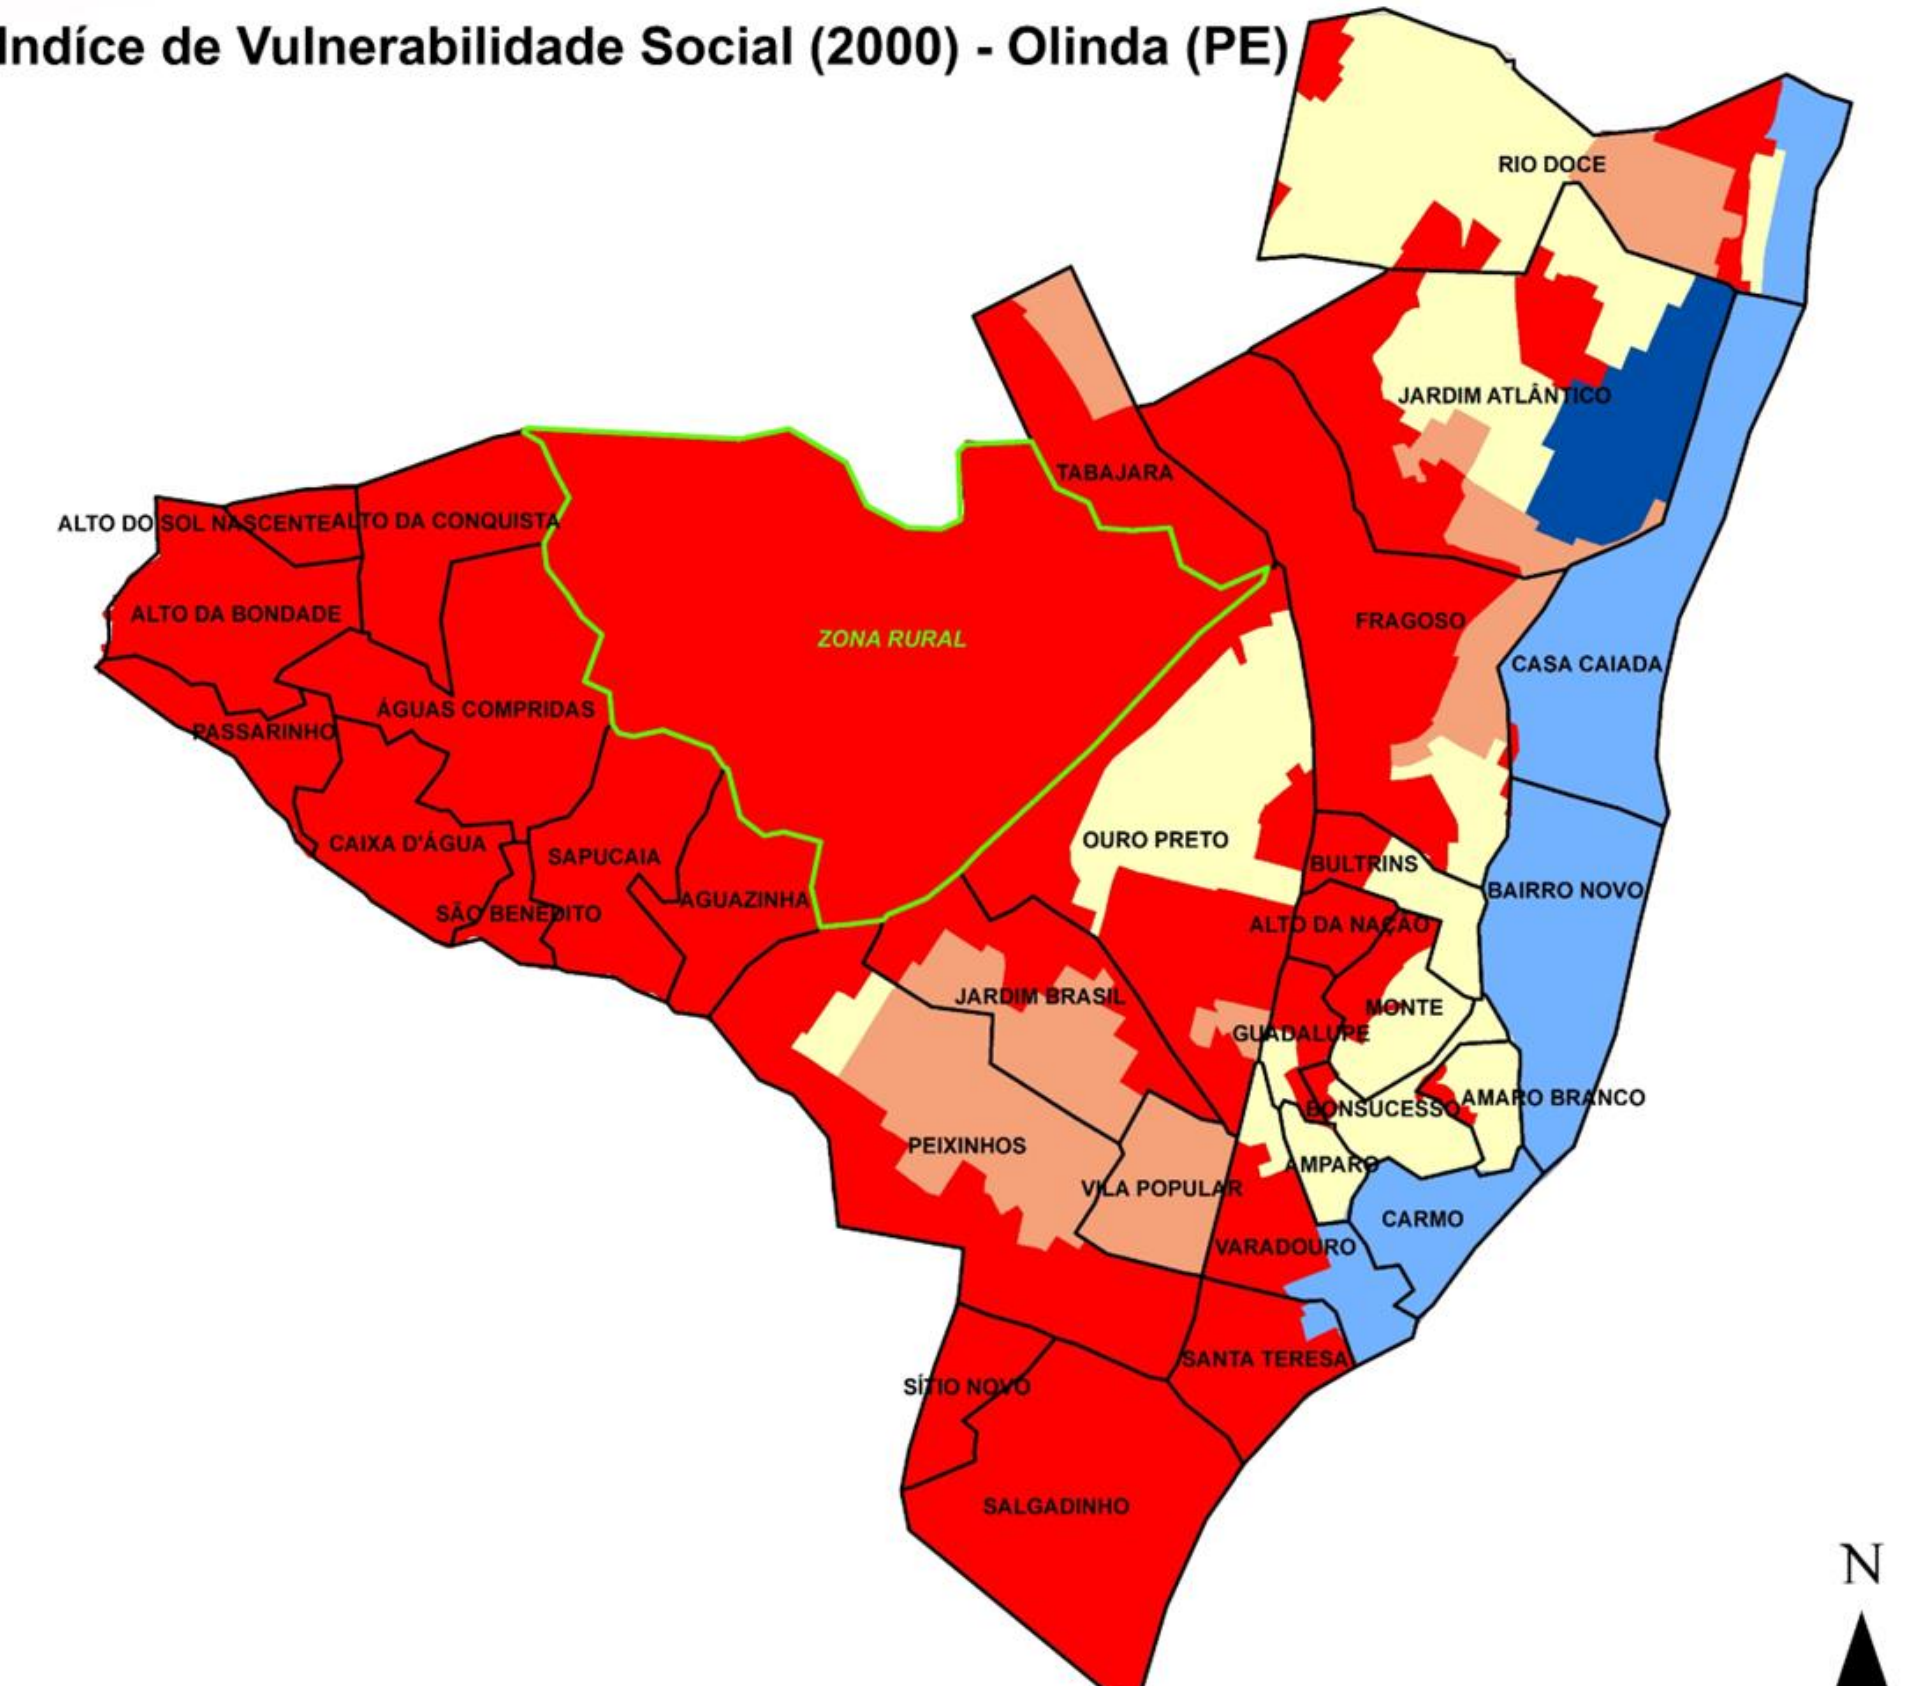 Indíce de Vulnerabilidade Social (2000) - Olinda (PE)
RIO DOCE
JARDIM ATLÂNTICO
TABAJARA
ALTO DO SOL NASCENTE
ALTO DA CONQUISTA
ALTO DA BONDADE
FRAGOSO
ZONA RURAL
CASA CAIADA
ÁGUAS COMPRIDAS
PASSARINHO
OURO PRETO
CAIXA D'ÁGUA
SAPUCAIA
BULTRINS
BAIRRO NOVO
AGUAZINHA
SÃO BENEDITO
ALTO DA NAÇÃO
JARDIM BRASIL
MONTE
GUADALUPE
AMARO BRANCO
BONSUCESSO
PEIXINHOS
AMPARO
VILA POPULAR
CARMO
VARADOURO
SANTA TERESA
SÍTIO NOVO
SALGADINHO
N